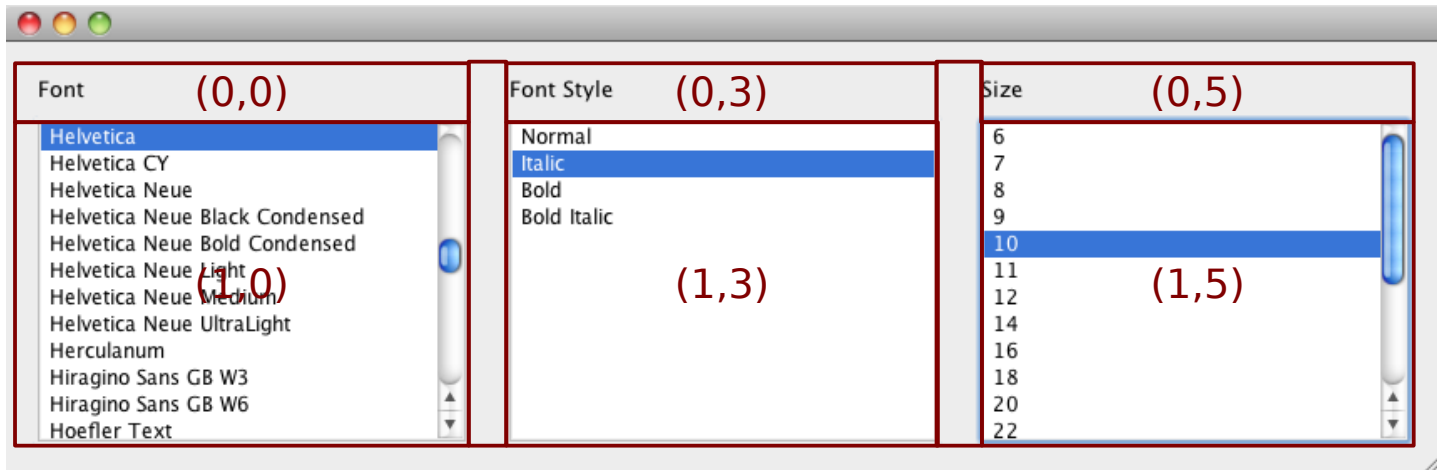 Font (0,0)
Font Style (0,3)
Size (0,5)
Helvetica
Helvetica CY
Helvetica Neue
Helvetica Neue Black Condensed
Helvetica Neue Bold Condensed
Helvetica Neue Light
Helvetica Neue Medium
Helvetica Neue UltraLight
Herculanum
Hiragino Sans GB W3
Hiragino Sans GB W6
Hoefler Text
(1,0)
Normal
Italic
Bold
Bold Italic
(1,3)
6
7
8
9
10
11
12
14
16
18
20
22
(1,5)